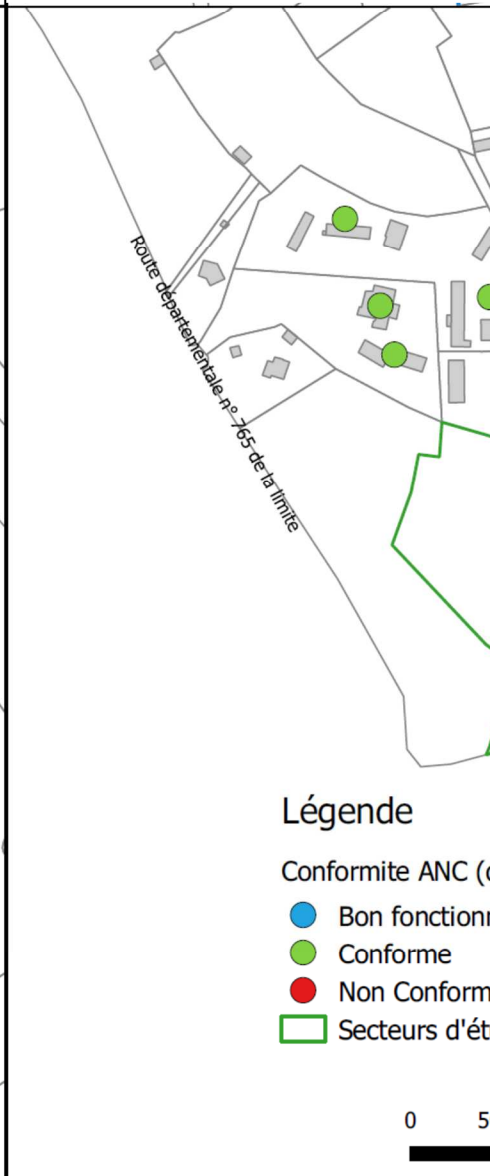 Route départementale n° 765 de la limite
Légende
Conformite ANC (
Bon fonction
Conforme
Non Conform
Secteurs d'ét
0 5